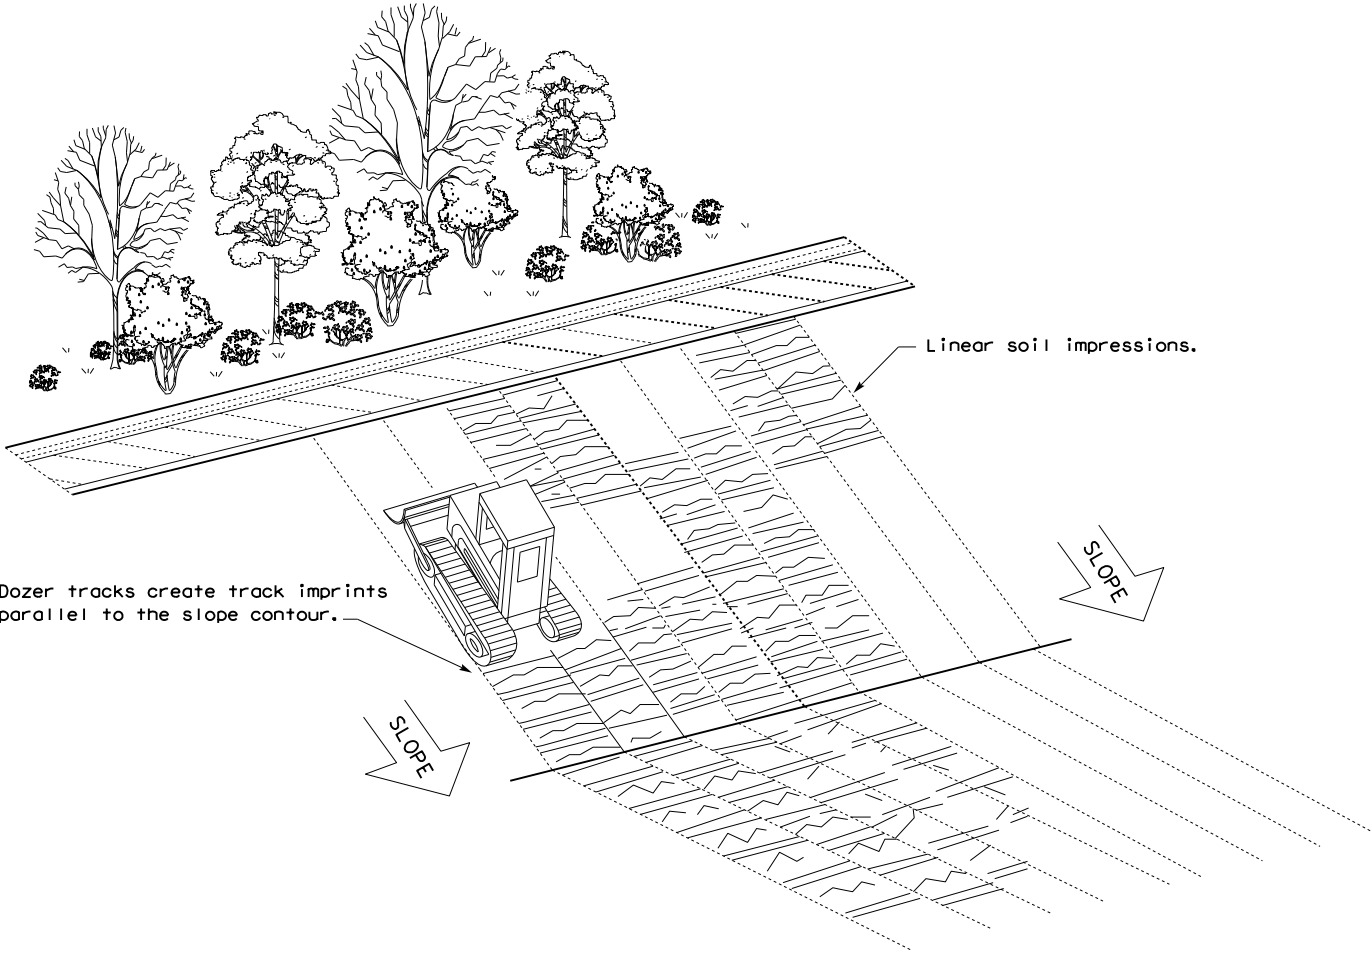 Linear soil impressions.
SLOPE
Dozer tracks create track imprints
parallel to the slope contour.
SLOPE